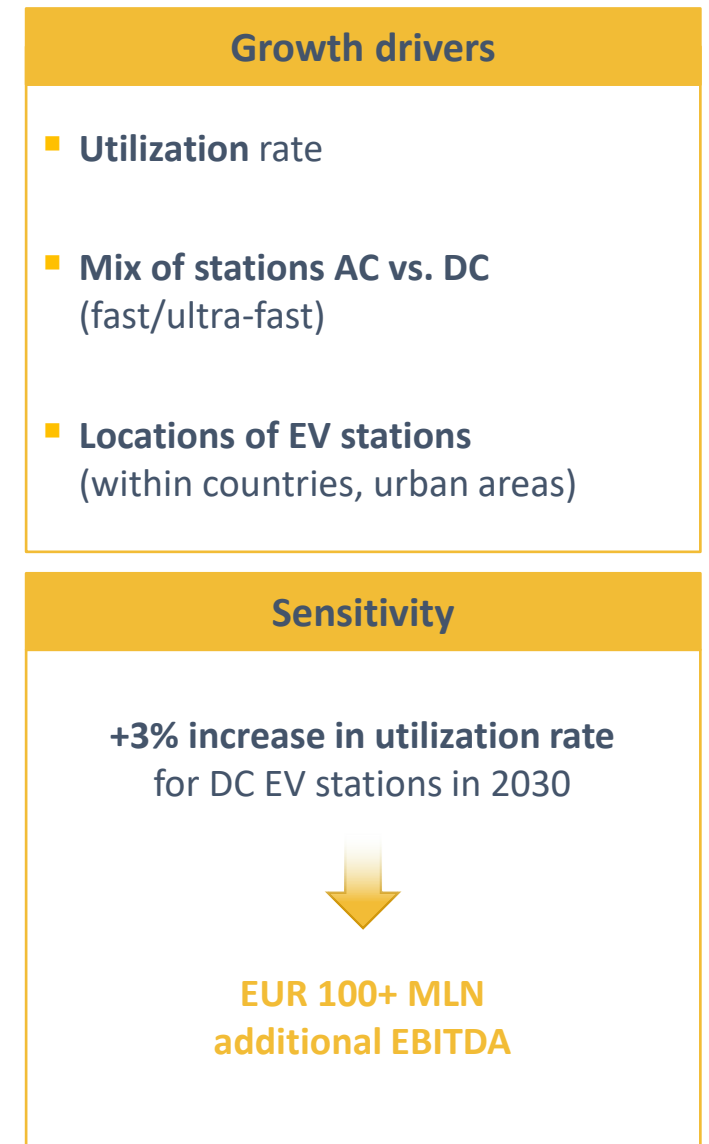 Growth drivers
Utilization rate
Mix of stations AC vs. DC
(fast/ultra-fast)
Locations of EV stations
(within countries, urban areas)
Sensitivity
+3% increase in utilization rate
for DC EV stations in 2030
EUR 100+ MLN
additional EBITDA